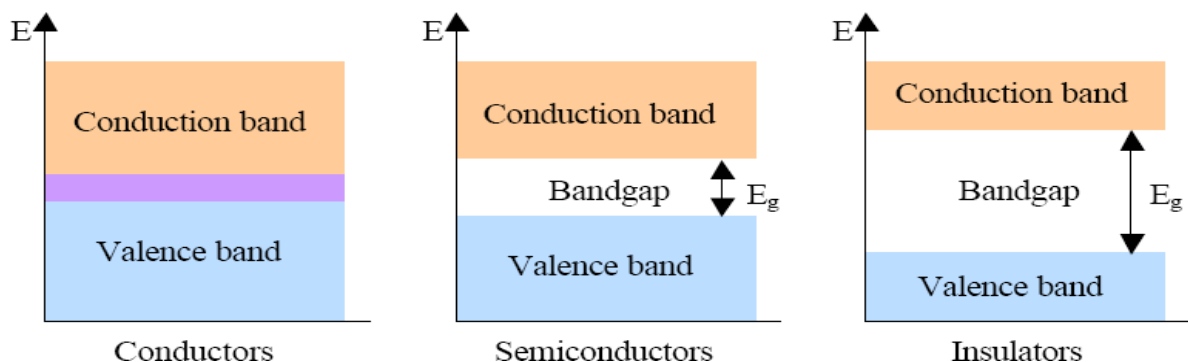 E
Conduction band
Valence band
Conductors
E
Conduction band
Bandgap
Eg
Valence band
Semiconductors
E
Conduction band
Bandgap
Eg
Valence band
Insulators